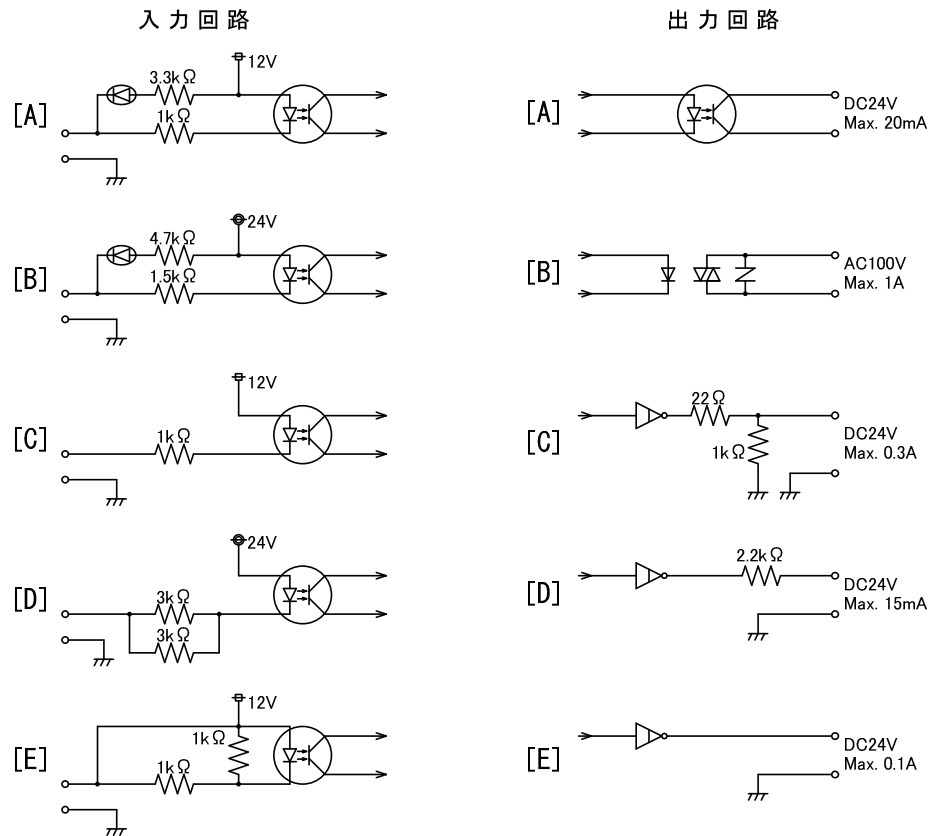 入力回路
[A]
12V
3.3kΩ
1kΩ
[B]
24V
4.7kΩ
1.5kΩ
[C]
12V
1kΩ
[D]
24V
3kΩ
3kΩ
[E]
12V
1kΩ
1kΩ
出力回路
[A]
DC24V
Max. 20mA
[B]
AC100V
Max. 1A
[C]
22Ω
1kΩ
DC24V
Max. 0.3A
[D]
2.2kΩ
DC24V
Max. 15mA
[E]
DC24V
Max. 0.1A